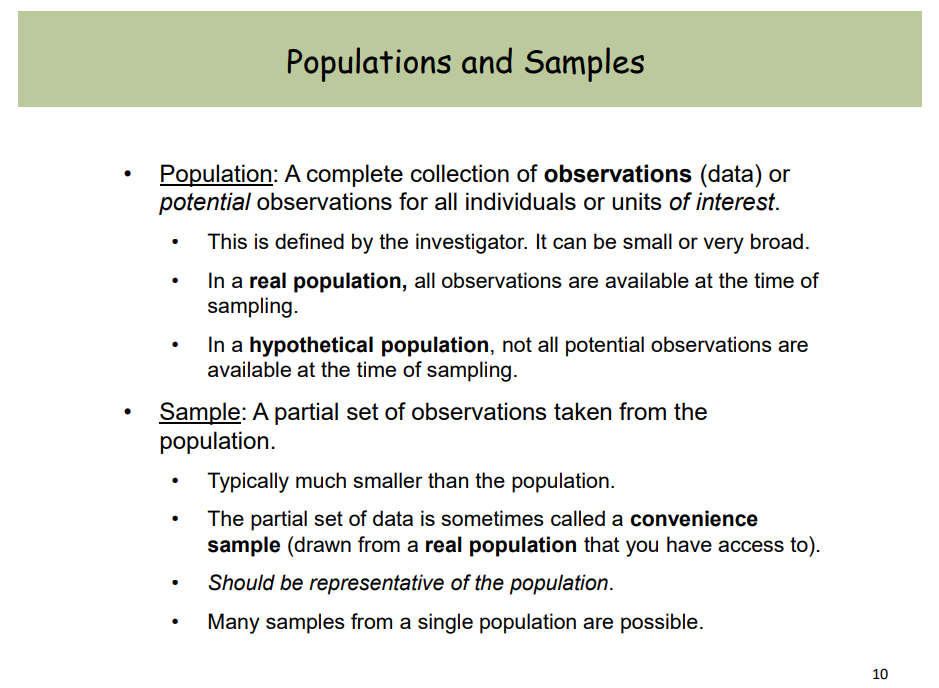 Populations and Samples
• Population: A complete collection of observations (data) or
potential observations for all individuals or units of interest.
• This is defined by the investigator. It can be small or very broad.
• In a real population, all observations are available at the time of
sampling.
• In a hypothetical population, not all potential observations are
available at the time of sampling.
• Sample: A partial set of observations taken from the
population.
• Typically much smaller than the population.
• The partial set of data is sometimes called a convenience
sample (drawn from a real population that you have access to).
• Should be representative of the population.
• Many samples from a single population are possible.
10